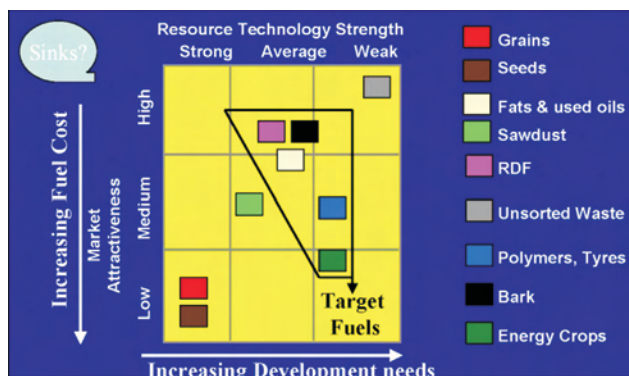 Sinks?
Resource Technology Strength
Strong Average Weak
Increasing Fuel Cost
Market
Attractiveness
High
Medium
Low
Target
Fuels
Increasing Development needs
Grains
Seeds
Fats & used oils
Sawdust
RDF
Unsorted Waste
Polymers, Tyres
Bark
Energy Crops